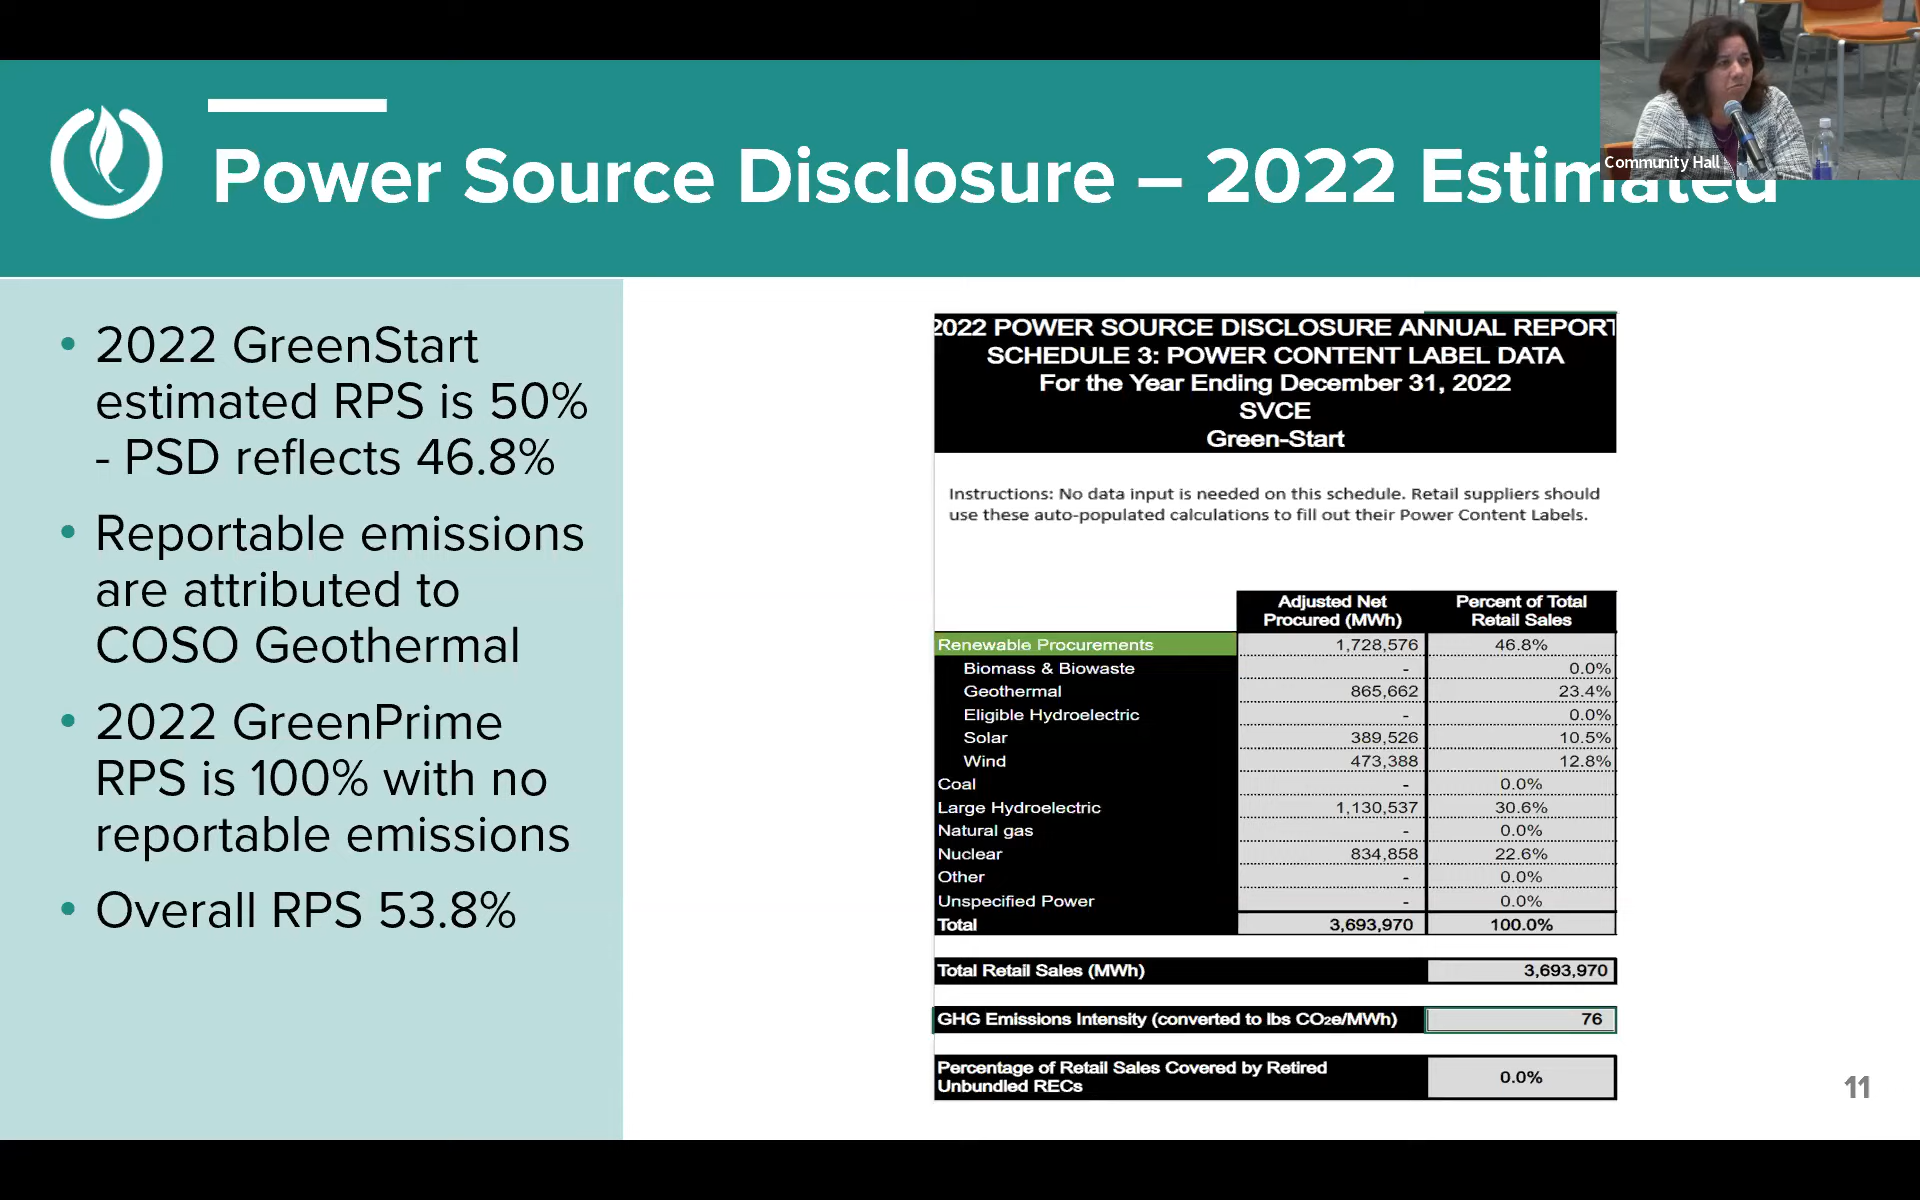 Community Hall
Power Source Disclosure – 2022 Estimated
• 2022 GreenStart
estimated RPS is 50%
- PSD reflects 46.8%
• Reportable emissions
are attributed to
COSO Geothermal
• 2022 GreenPrime
RPS is 100% with no
reportable emissions
• Overall RPS 53.8%
2022 POWER SOURCE DISCLOSURE ANNUAL REPORT
SCHEDULE 3: POWER CONTENT LABEL DATA
For the Year Ending December 31, 2022
SVCE
Green-Start
Instructions: No data input is needed on this schedule. Retail suppliers should
use these auto-populated calculations to fill out their Power Content Labels.
Adjusted Net Percent of Total
Procured (MWh) Retail Sales
Renewable Procurements 1,728,576 46.8%
Biomass & Biowaste - 0.0%
Geothermal 865,662 23.4%
Eligible Hydroelectric - 0.0%
Solar 389,526 10.5%
Wind 473,388 12.8%
Coal - 0.0%
Large Hydroelectric 1,130,537 30.6%
Natural gas - 0.0%
Nuclear 834,858 22.6%
Other - 0.0%
Unspecified Power - 0.0%
Total 3,693,970 100.0%
Total Retail Sales (MWh) 3,693,970
GHG Emissions Intensity (converted to lbs CO₂e/MWh) 76
Percentage of Retail Sales Covered by Retired
Unbundled RECs 0.0%
11